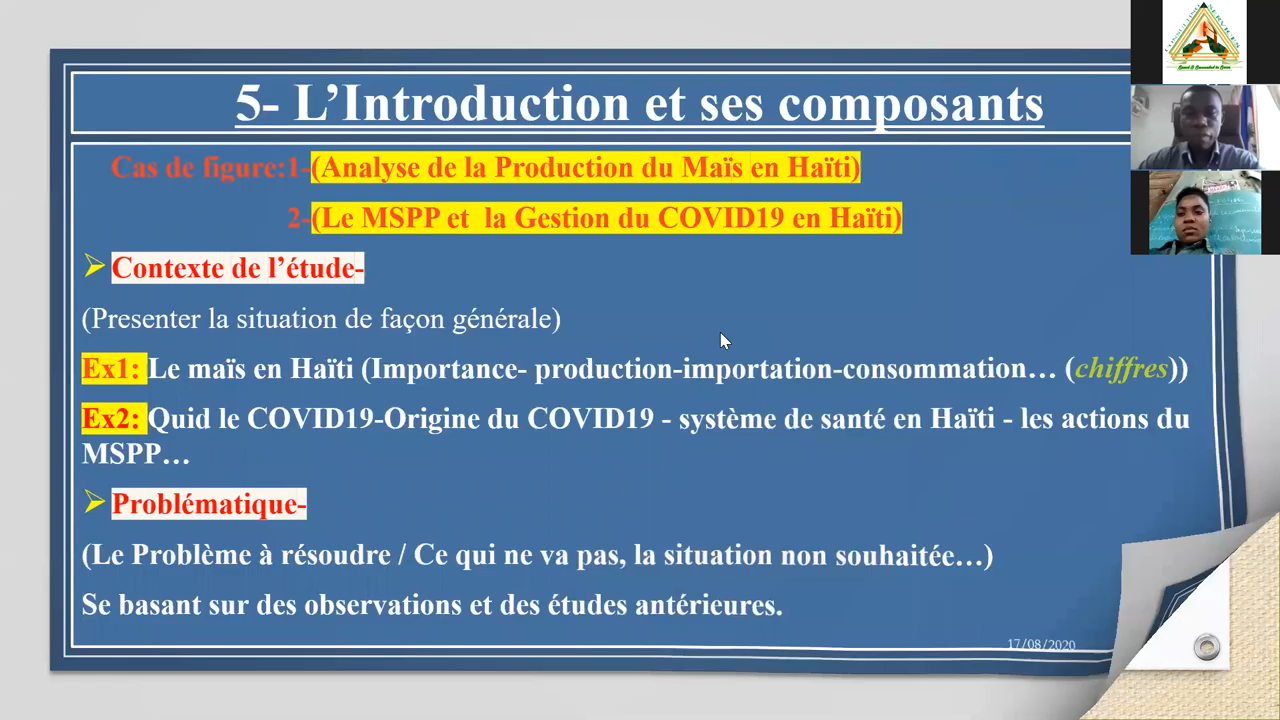 5- L’Introduction et ses composants
Cas de figure:1-(Analyse de la Production du Maïs en Haïti)
2-(Le MSPP et la Gestion du COVID19 en Haïti)
Contexte de l’étude-
(Presenter la situation de façon générale)
Ex1: Le maïs en Haïti (Importance- production-importation-consommation… (chiffres))
Ex2: Quid le COVID19-Origine du COVID19 - système de santé en Haïti - les actions du
MSPP…
Problématique-
(Le Problème à résoudre / Ce qui ne va pas, la situation non souhaitée…)
Se basant sur des observations et des études antérieures.
17/08/2020